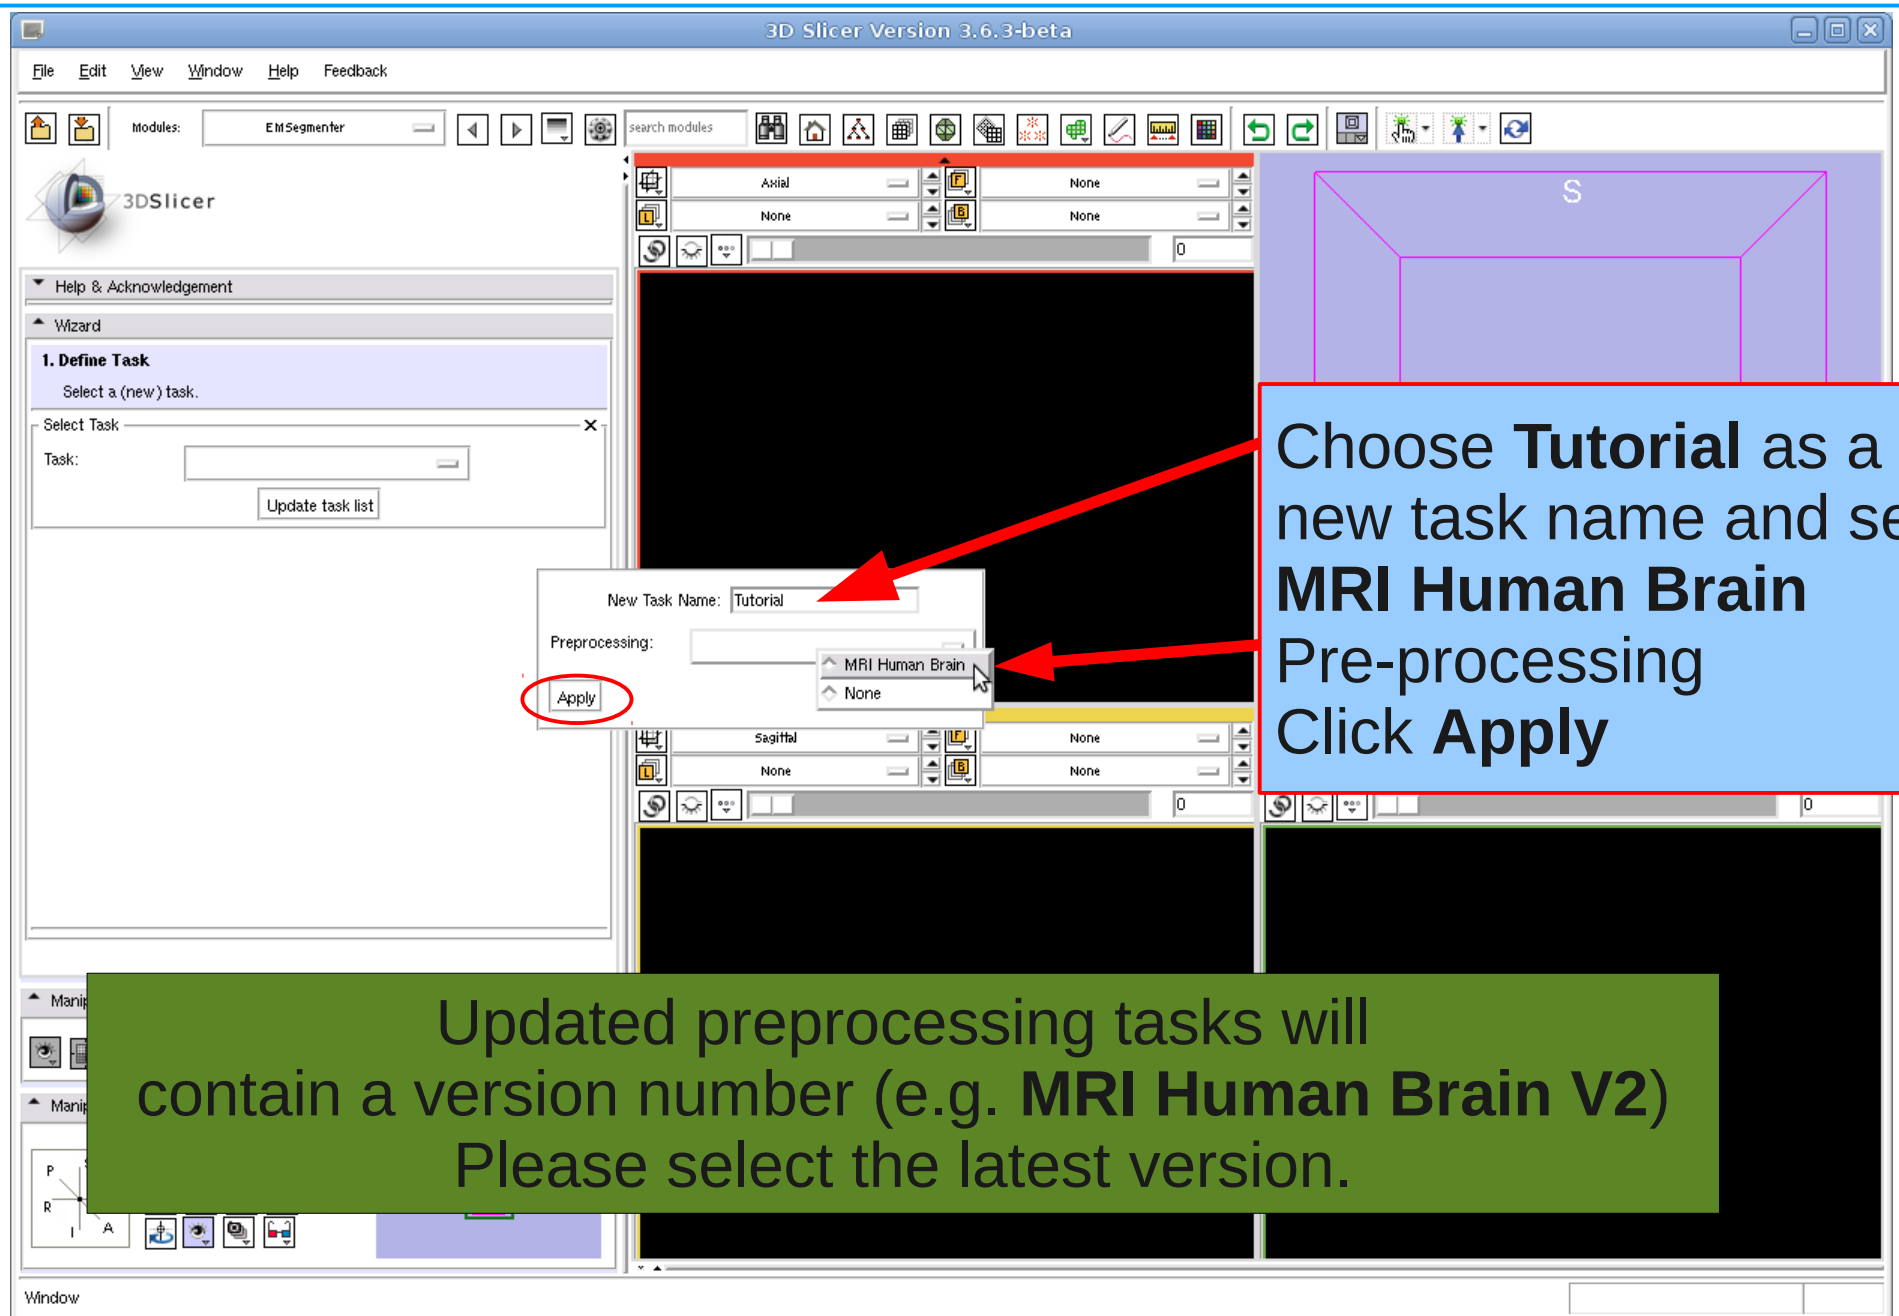 3D Slicer Version 3.6.3-beta
File Edit View Window Help Feedback
Modules: EMSegmenter search modules
3DSlicer
Help & Acknowledgement
Wizard
1. Define Task
Select a (new) task.
Select Task
Task:
Update task list
Axial None
None None
0
S
New Task Name: Tutorial
Preprocessing:
MRI Human Brain
None
Apply
Choose Tutorial as a
new task name and se
MRI Human Brain
Pre-processing
Click Apply
Sagittal None
None None
0
0
Manip
Manip
Updated preprocessing tasks will
contain a version number (e.g. MRI Human Brain V2)
Please select the latest version.
P
R
I A
Window